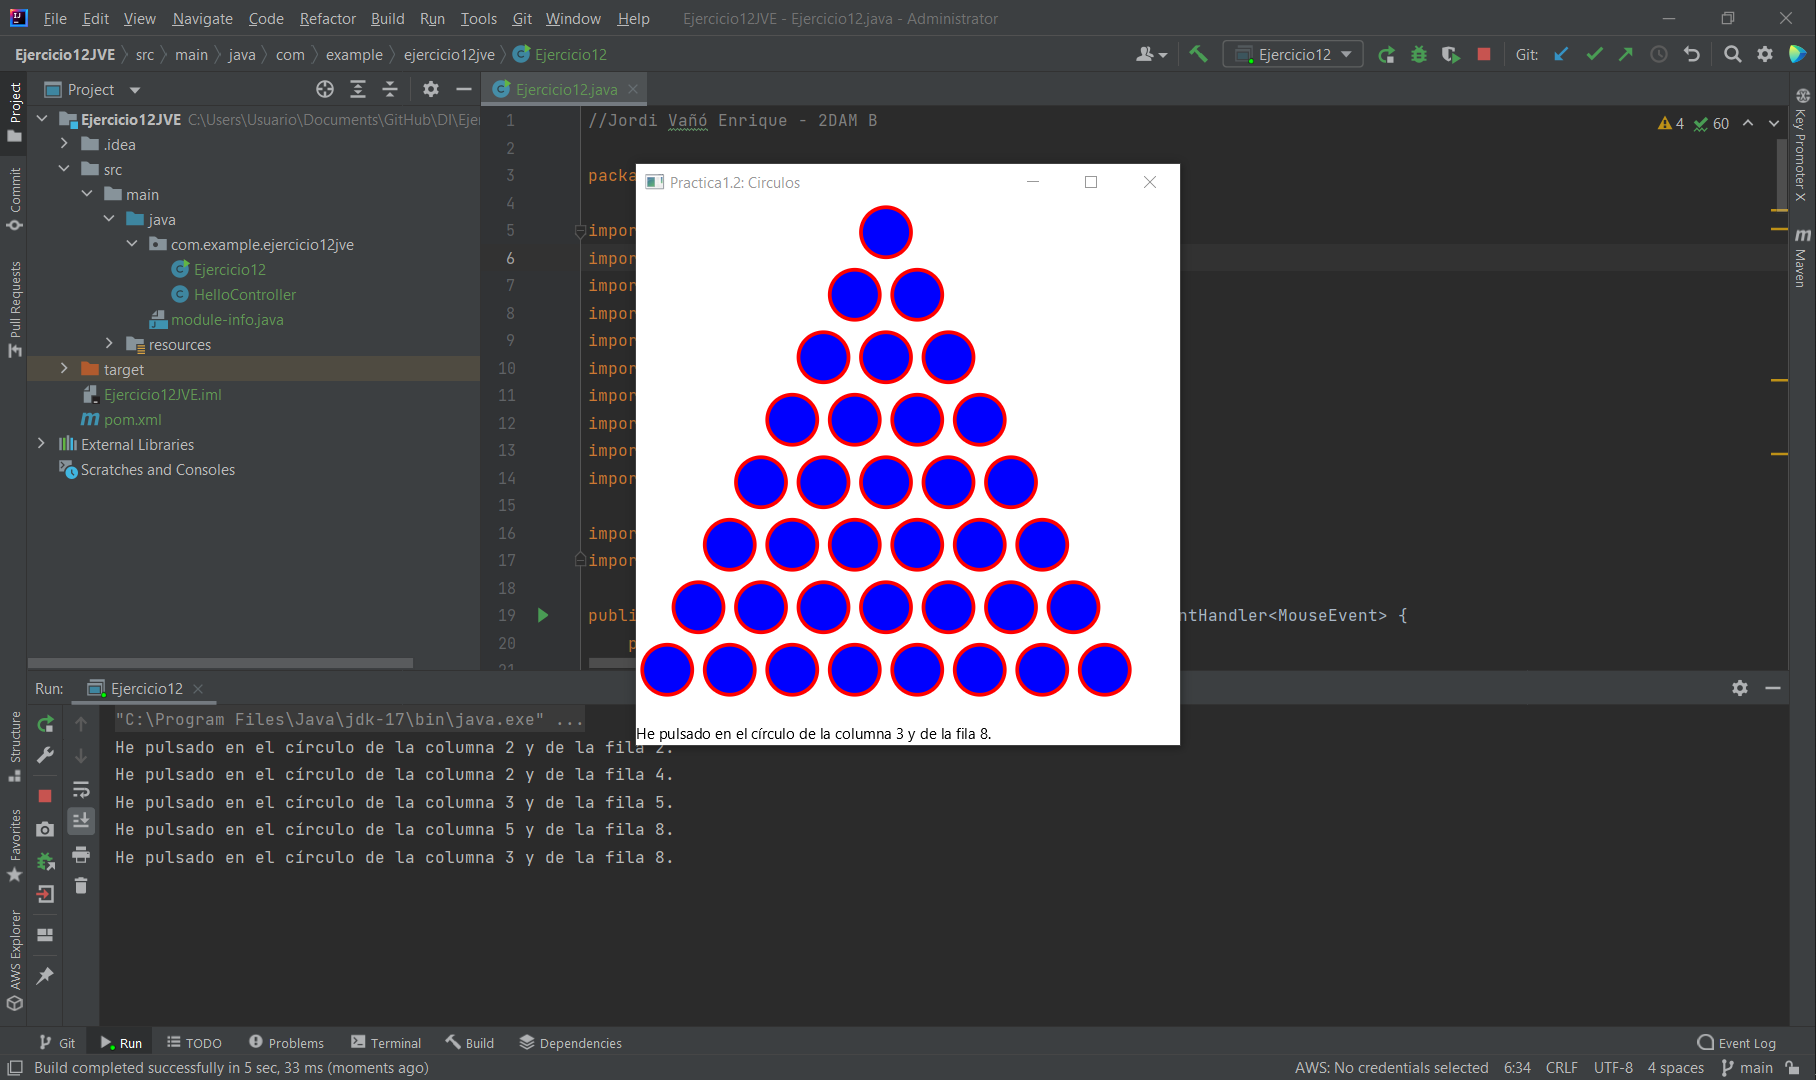 File Edit View Navigate Code Refactor Build Run Tools Git Window Help Ejercicio12JVE - Ejercicio12.java - Administrator
Ejercicio12JVE src main java com example ejercicio12jve Ejercicio12 Ejercicio12 Git:
Project
Ejercicio12.java
Ejercicio12JVE C:\Users\Usuario\Documents\GitHub\DI\Ejer
.idea
src
main
java
com.example.ejercicio12jve
Ejercicio12
HelloController
module-info.java
resources
target
Ejercicio12JVE.iml
pom.xml
External Libraries
Scratches and Consoles
Project
Commit
Pull Requests
1 //Jordi Vañó Enrique - 2DAM B
4 60
2
3 packa
4
5 impor
6 impor
7 impor
8 impor
9 impor
10 impor
11 impor
12 impor
13 impor
14 impor
15
16 impor
17 impor
18
19 publi ntHandler<MouseEvent> {
20 p
21
Key Promoter X
Maven
Practica1.2: Circulos
He pulsado en el círculo de la columna 3 y de la fila 8.
Run: Ejercicio12
"C:\Program Files\Java\jdk-17\bin\java.exe" ...
He pulsado en el círculo de la columna 2 y de la fila 2.
He pulsado en el círculo de la columna 2 y de la fila 4.
He pulsado en el círculo de la columna 3 y de la fila 5.
He pulsado en el círculo de la columna 5 y de la fila 8.
He pulsado en el círculo de la columna 3 y de la fila 8.
Structure
Favorites
AWS Explorer
Git Run TODO Problems Terminal Build Dependencies Event Log
Build completed successfully in 5 sec, 33 ms (moments ago) AWS: No credentials selected 6:34 CRLF UTF-8 4 spaces main